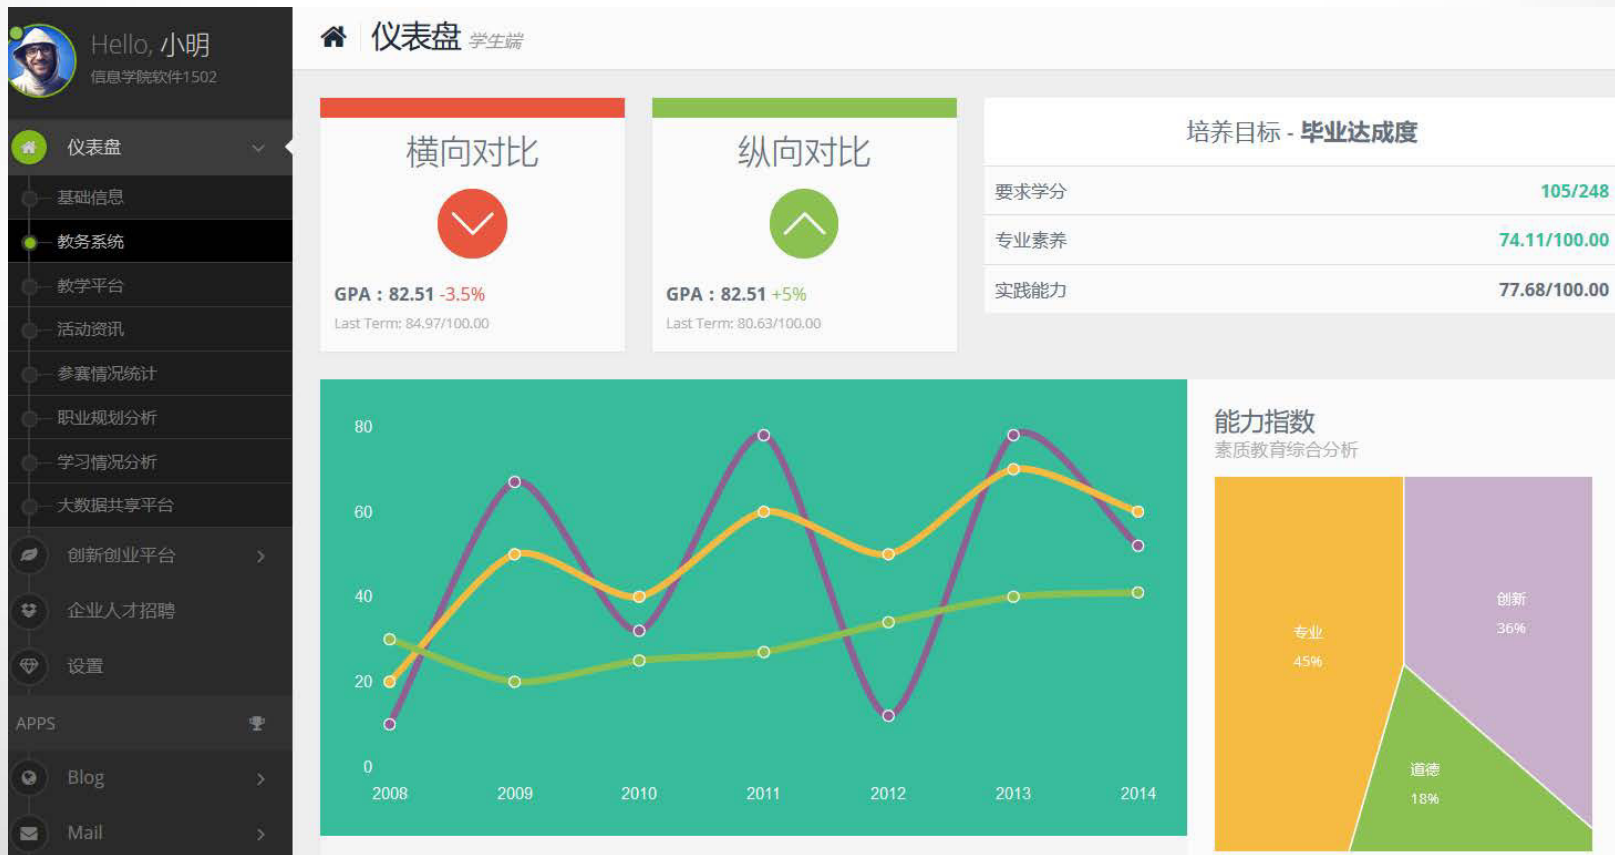 Hello, 小明
信息学院软件1502
仪表盘
基础信息
教务系统
教学平台
活动资讯
参赛情况统计
职业规划分析
学习情况分析
大数据共享平台
创新创业平台
企业人才招聘
设置
APPS
Blog
Mail
仪表盘 学生端
横向对比
GPA：82.51 -3.5%
Last Term: 84.97/100.00
纵向对比
GPA：82.51 +5%
Last Term: 80.63/100.00
培养目标 - 毕业达成度
要求学分 105/248
专业素养 74.11/100.00
实践能力 77.68/100.00
80
60
40
20
0
2008 2009 2010 2011 2012 2013 2014
能力指数
素质教育综合分析
创新
36%
专业
45%
道德
18%